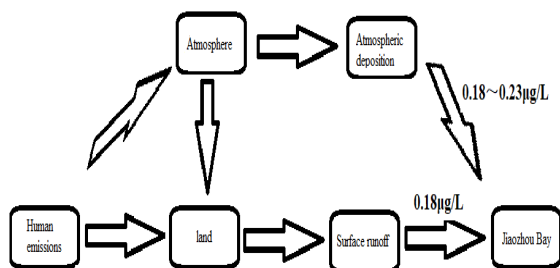 Atmosphere
Atmospheric
deposition
0.18～0.23μg/L
0.18μg/L
Human
emissions
land
Surface runoff
Jiaozhou Bay